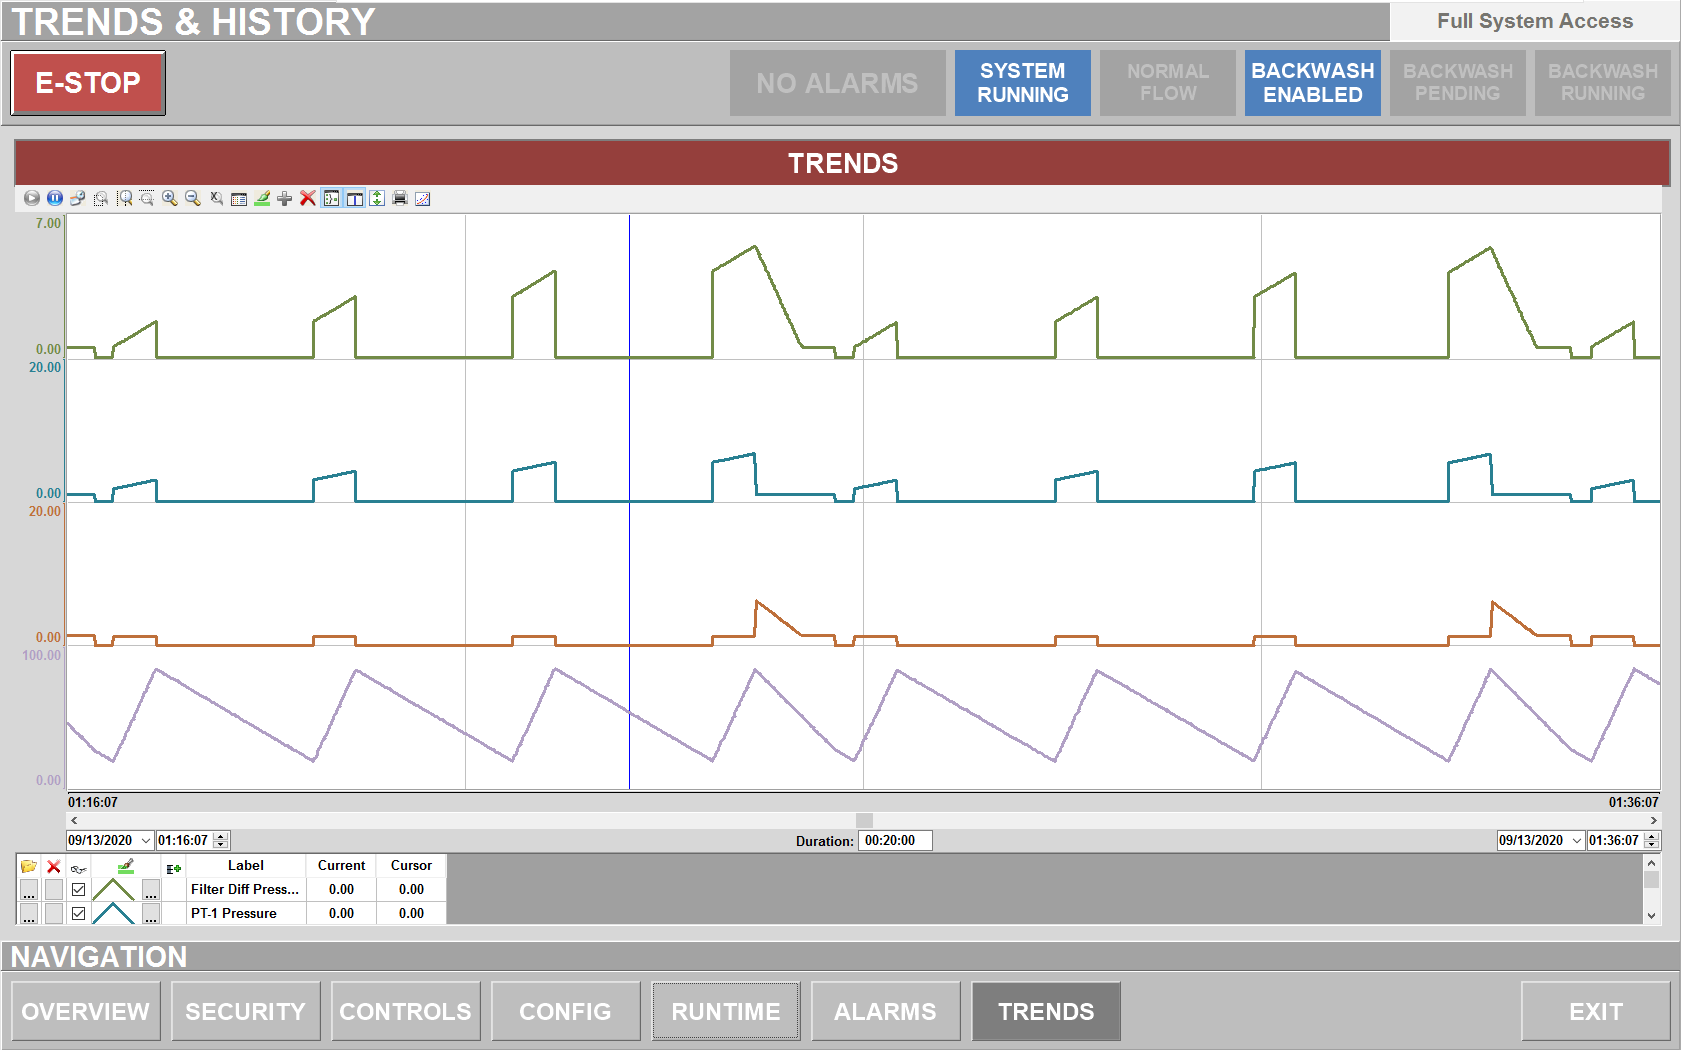 TRENDS & HISTORY
Full System Access
E-STOP
NO ALARMS
SYSTEM
RUNNING
NORMAL
FLOW
BACKWASH
ENABLED
BACKWASH
PENDING
BACKWASH
RUNNING
TRENDS
7.00
0.00
20.00
0.00
20.00
0.00
100.00
0.00
01:16:07
01:36:07
09/13/2020
01:16:07
Duration:
00:20:00
09/13/2020
01:36:07
Label
Current
Cursor
...
...
Filter Diff Press...
0.00
0.00
...
...
PT-1 Pressure
0.00
0.00
NAVIGATION
OVERVIEW
SECURITY
CONTROLS
CONFIG
RUNTIME
ALARMS
TRENDS
EXIT